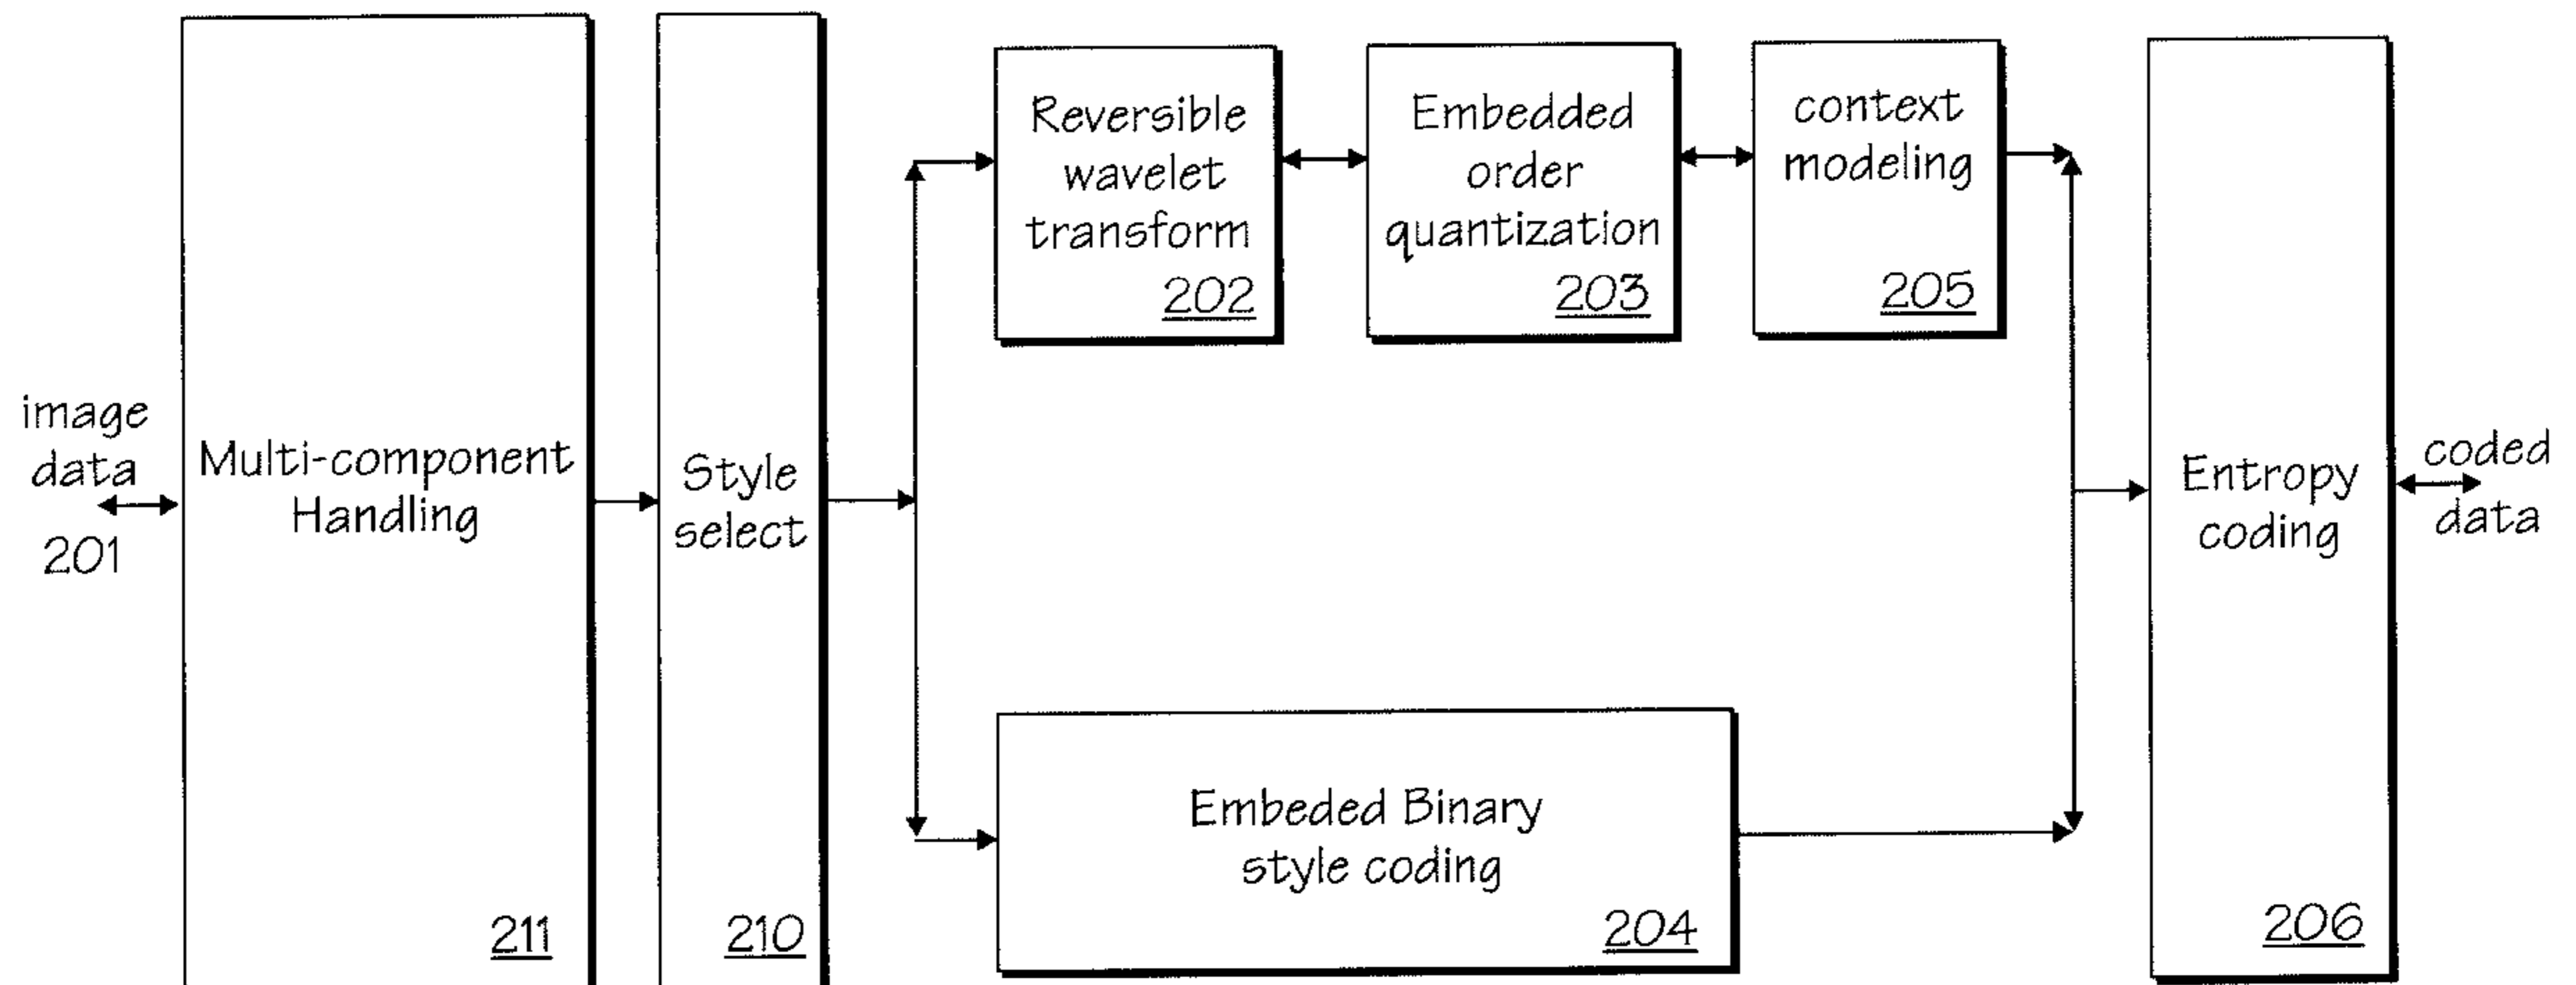 image
data
201
Multi-component
Handling
211
Style
select
210
Reversible
wavelet
transform
202
Embedded
order
quantization
203
context
modeling
205
Embeded Binary
style coding
204
Entropy
coding
206
coded
data